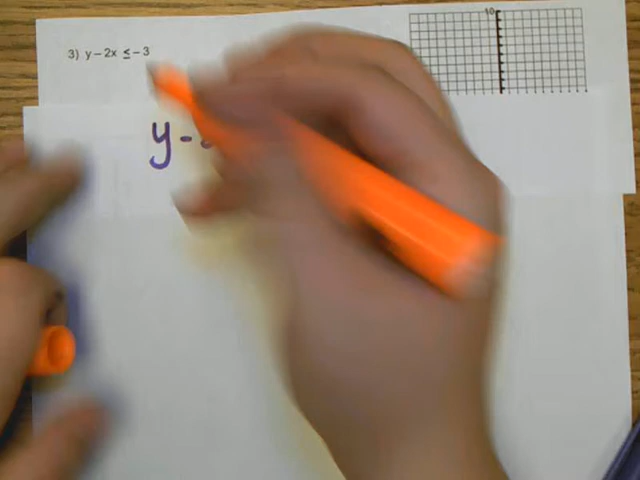 3) y – 2x ≤ – 3
10
y -